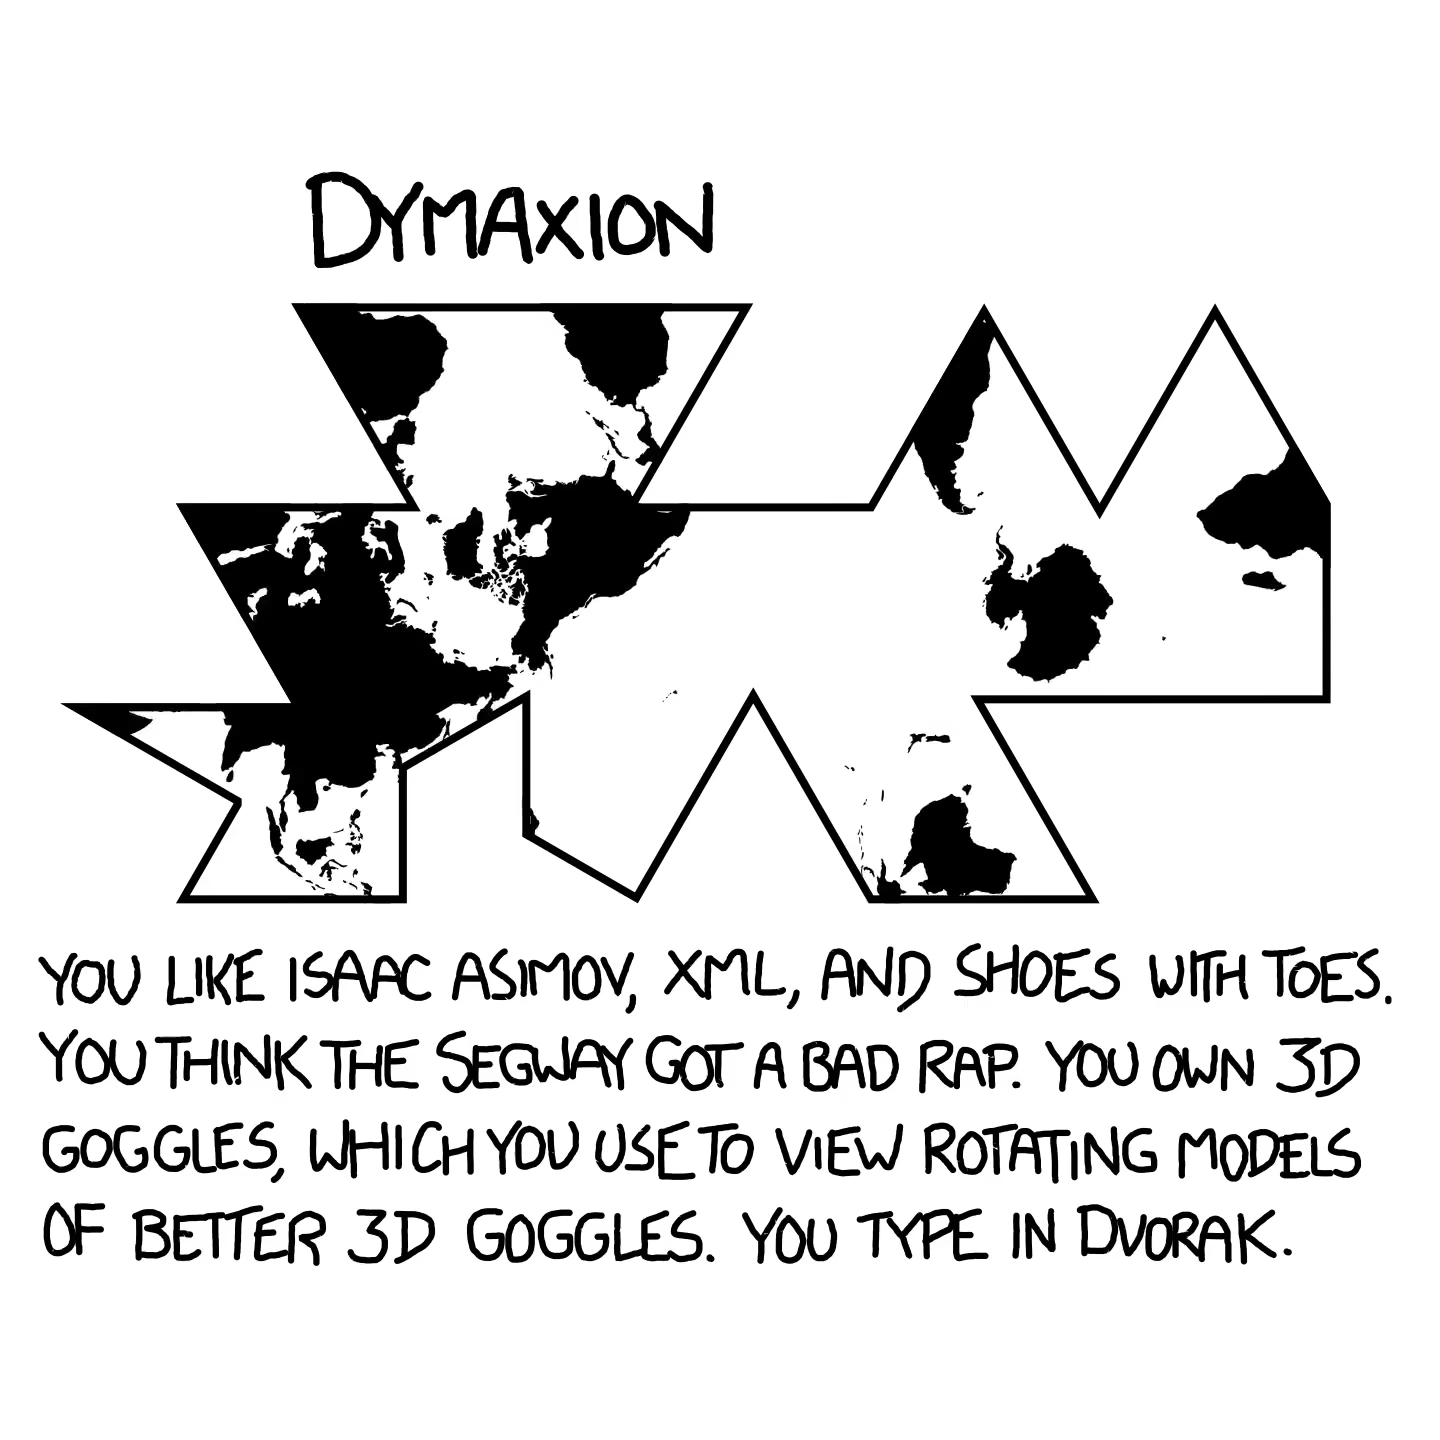 DYMAXION
YOU LIKE ISAAC ASIMOV, XML, AND SHOES WITH TOES.
YOU THINK THE SEGWAY GOT A BAD RAP. YOU OWN 3D
GOGGLES, WHICH YOU USE TO VIEW ROTATING MODELS
OF BETTER 3D GOGGLES. YOU TYPE IN DVORAK.